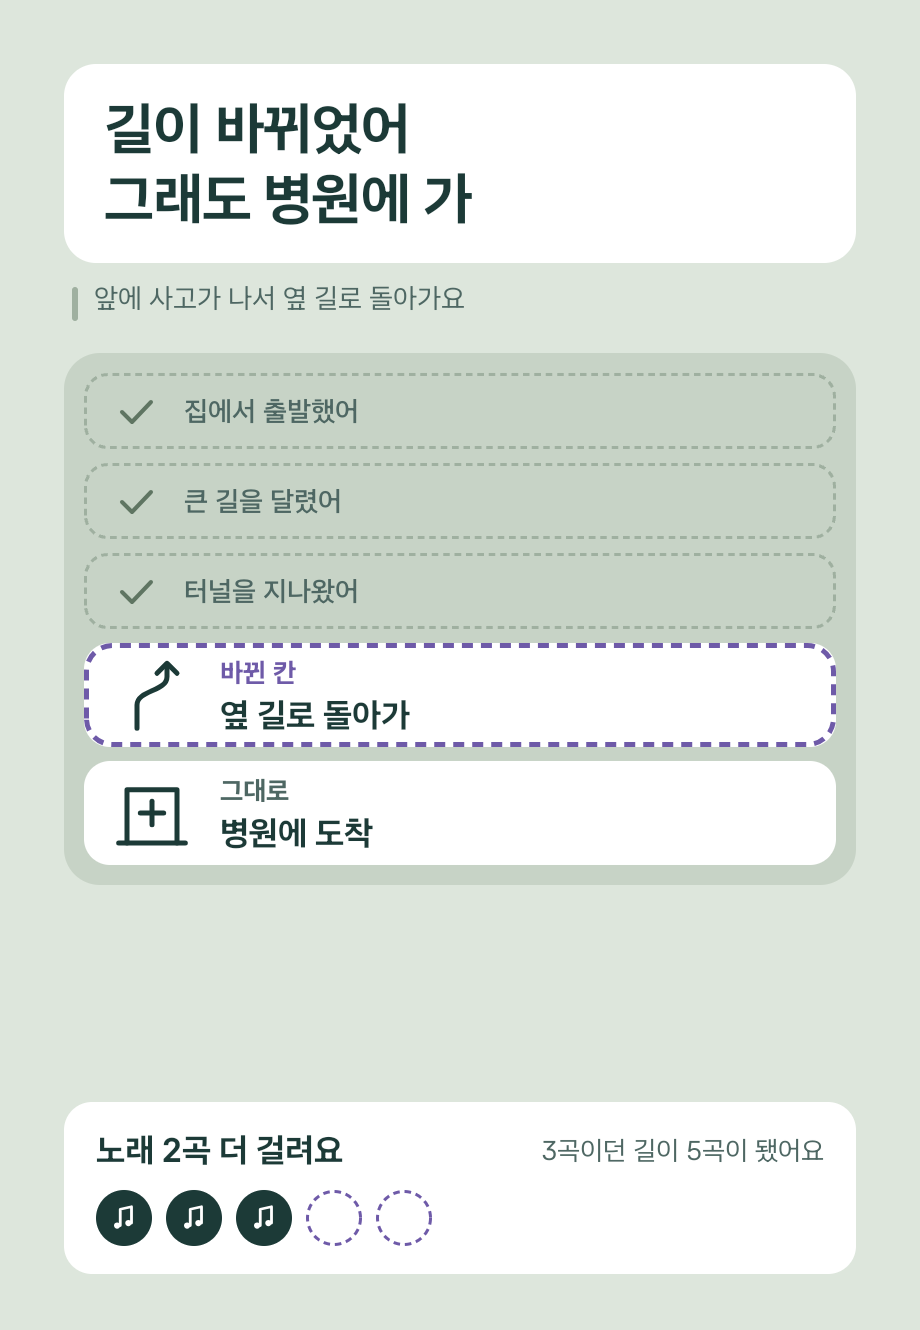 길이 바뀌었어
그래도 병원에 가
앞에 사고가 나서 옆 길로 돌아가요
집에서 출발했어
큰 길을 달렸어
터널을 지나왔어
바뀐 칸
옆 길로 돌아가
그대로
병원에 도착
노래 2곡 더 걸려요
3곡이던 길이 5곡이 됐어요